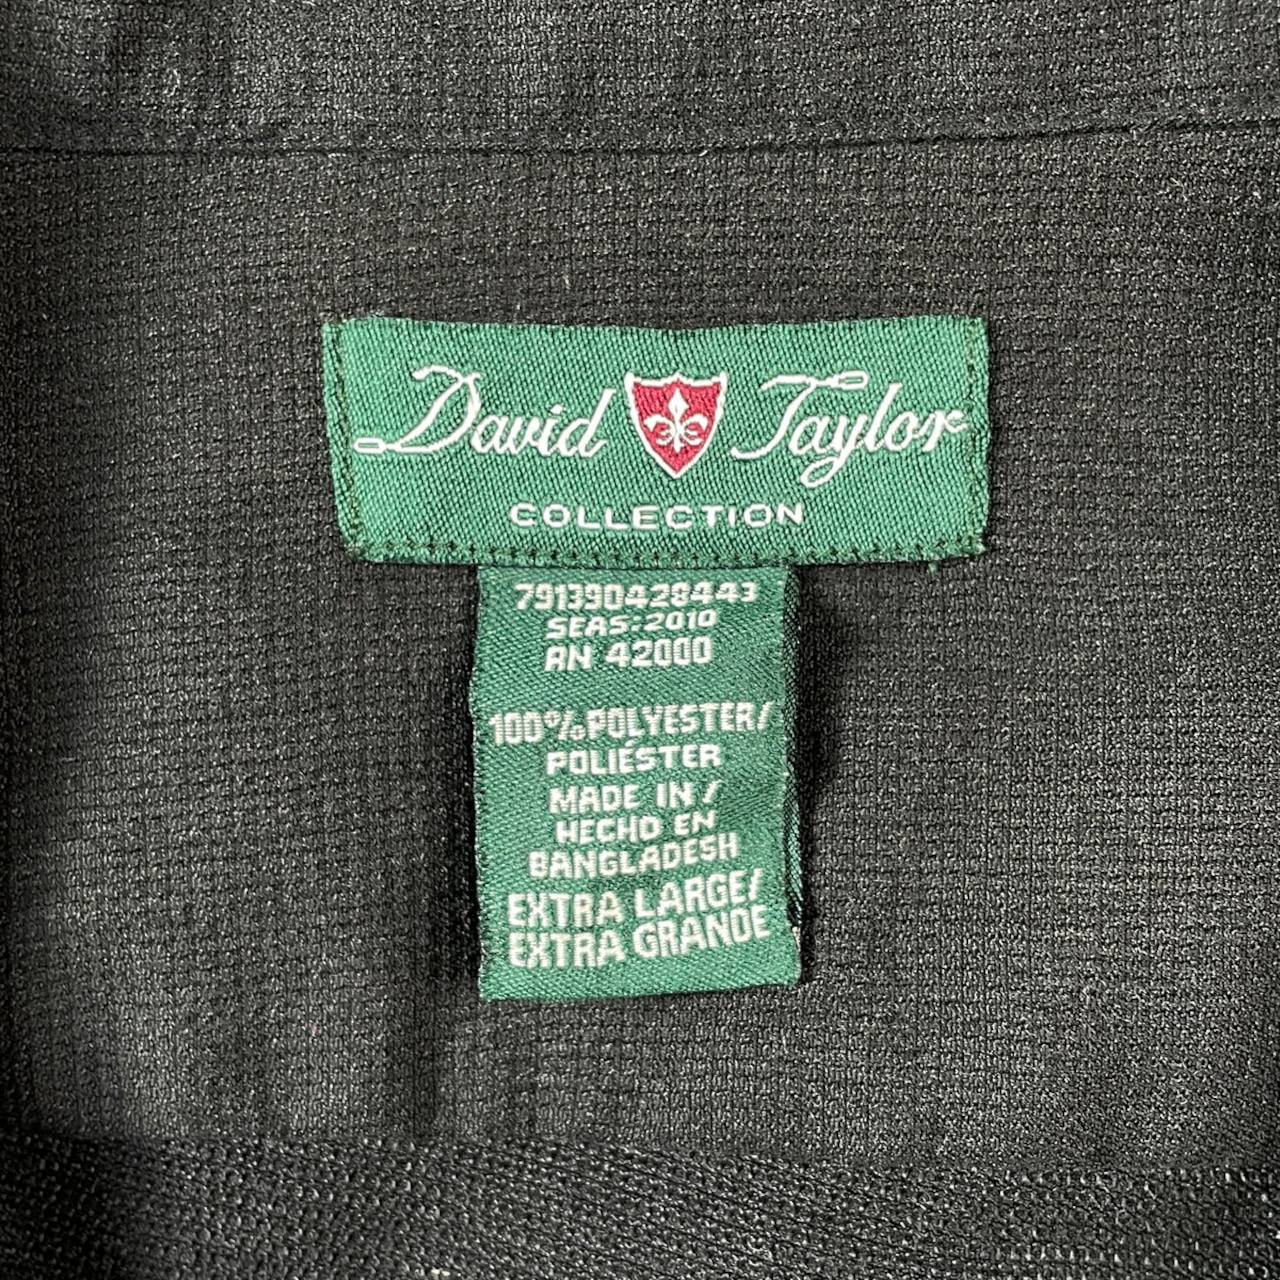 David Taylor
COLLECTION
791390428443
SEAS:2010
RN 42000
100%POLYESTER/
POLIÉSTER
MADE IN/
HECHO EN
BANGLADESH
EXTRA LARGE/
EXTRA GRANDE